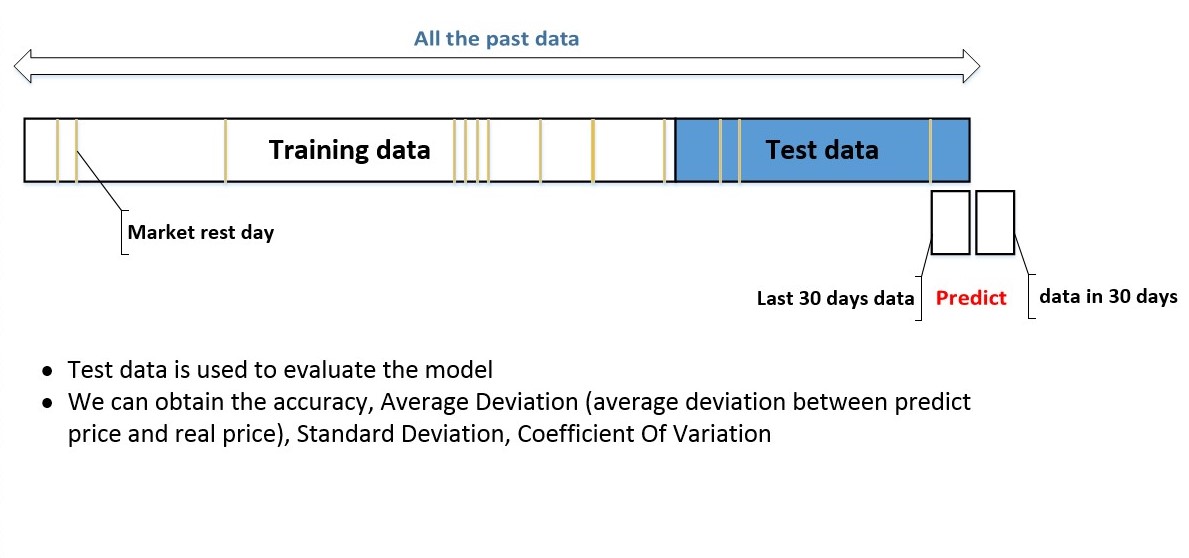 All the past data
Training data
Test data
Market rest day
Last 30 days data
Predict
data in 30 days
● Test data is used to evaluate the model
● We can obtain the accuracy, Average Deviation (average deviation between predict
price and real price), Standard Deviation, Coefficient Of Variation